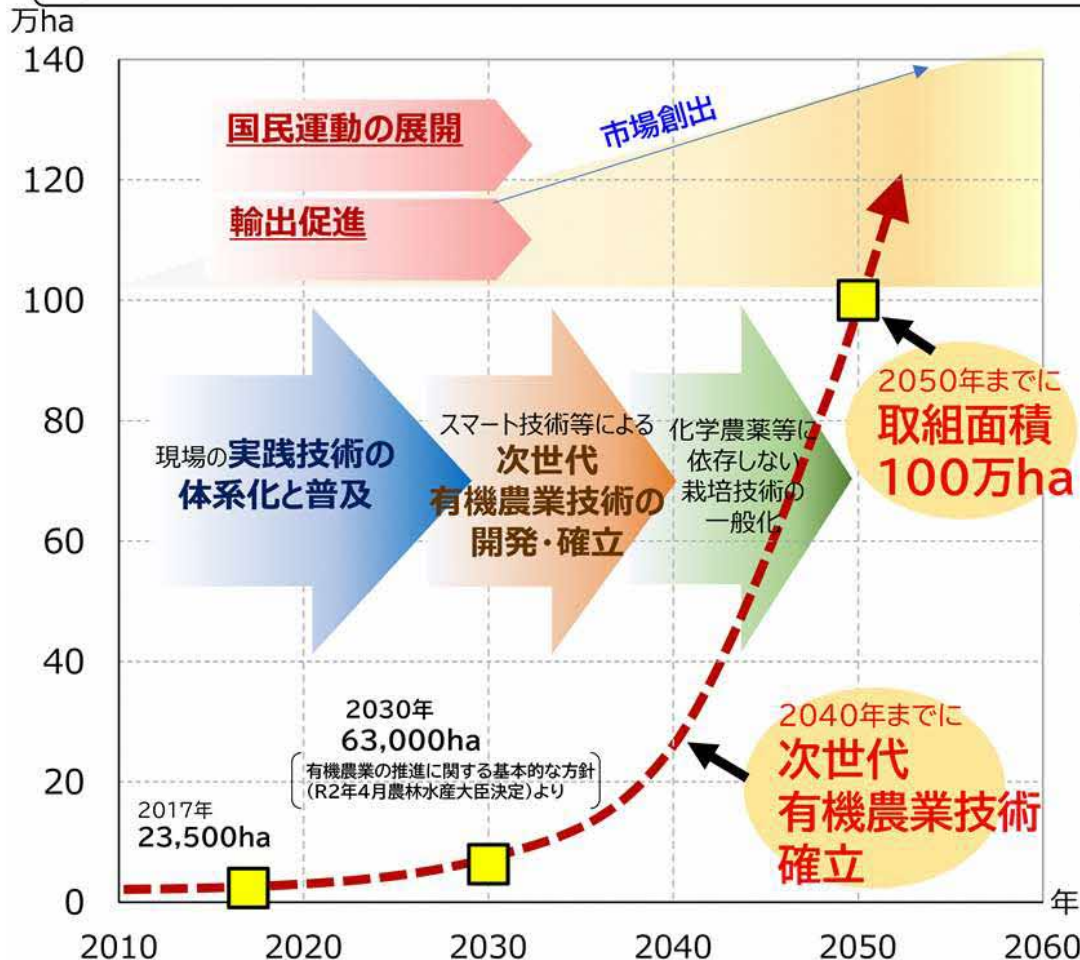 万ha
140
120
100
80
60
40
20
0
国民運動の展開
輸出促進
市場創出
現場の実践技術の
体系化と普及
スマート技術等による
次世代
有機農業技術の
開発・確立
化学農薬等に
依存しない
栽培技術の
一般化
2050年までに
取組面積
100万ha
2040年までに
次世代
有機農業技術
確立
2030年
63,000ha
有機農業の推進に関する基本的な方針
(R2年4月農林水産大臣決定)より
2017年
23,500ha
年
2010 2020 2030 2040 2050 2060